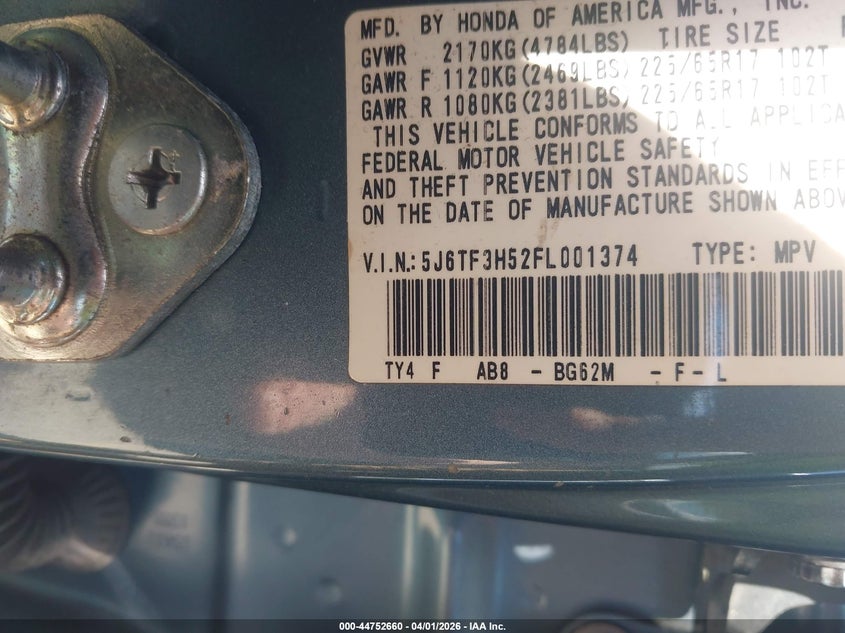 MFD. BY HONDA OF AMERICA MFG., INC.
GVWR 2170KG(4784LBS) TIRE SIZE
GAWR F 1120KG(2469LBS) 225/65R17 102T
GAWR R 1080KG(2381LBS) 225/65R17 102T
THIS VEHICLE CONFORMS TO ALL APPLICA
FEDERAL MOTOR VEHICLE SAFETY
AND THEFT PREVENTION STANDARDS IN EFF
ON THE DATE OF MANUFACTURE SHOWN ABOV
V.I.N.:5J6TF3H52FL001374 TYPE: MPV
TY4 F AB8 - BG62M - F - L
000-44752660 - 04/01/2026 - IAA Inc.